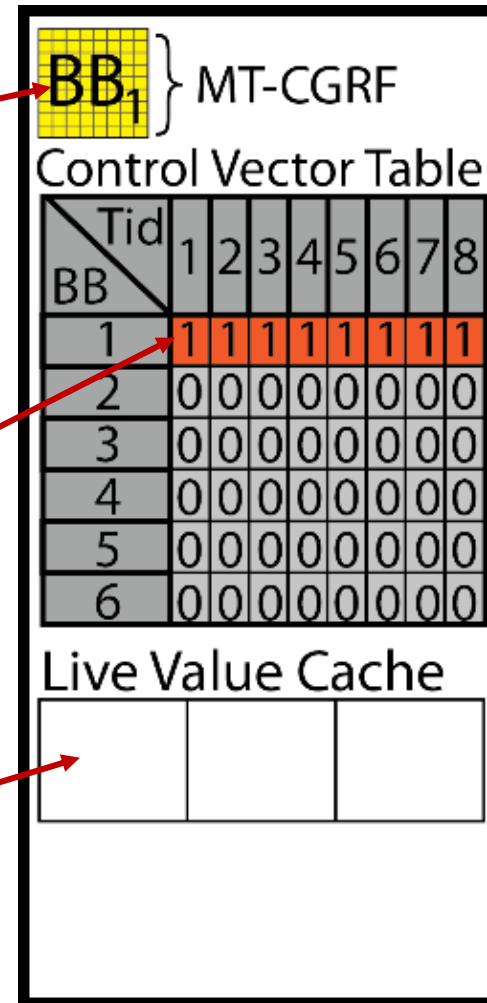 BB1 } MT-CGRF
Control Vector Table
Tid BB 1 2 3 4 5 6 7 8
1 1 1 1 1 1 1 1 1
2 0 0 0 0 0 0 0 0
3 0 0 0 0 0 0 0 0
4 0 0 0 0 0 0 0 0
5 0 0 0 0 0 0 0 0
6 0 0 0 0 0 0 0 0
Live Value Cache